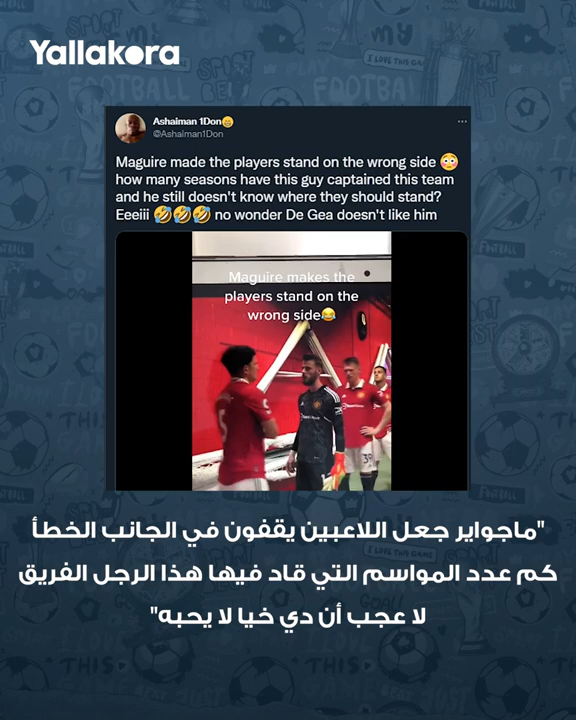 Yallakora
Ashaiman 1Don😄
@Ashaiman1Don
Maguire made the players stand on the wrong side 😳
how many seasons have this guy captained this team
and he still doesn't know where they should stand?
Eeeiii 🤣🤣🤣 no wonder De Gea doesn't like him
Maguire makes the
players stand on the
wrong side😂
39
"ماجواير جعل اللاعبين يقفون في الجانب الخطأ
كم عدد المواسم التي قاد فيها هذا الرجل الفريق
لا عجب أن دي خيا لا يحبه"